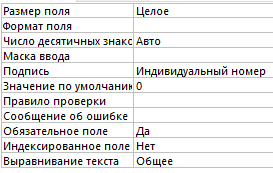 Размер поля Целое
Формат поля
Число десятичных знако Авто
Маска ввода
Подпись Индивидуальный номер
Значение по умолчани 0
Правило проверки
Сообщение об ошибке
Обязательное поле Да
Индексированное поле Нет
Выравнивание текста Общее